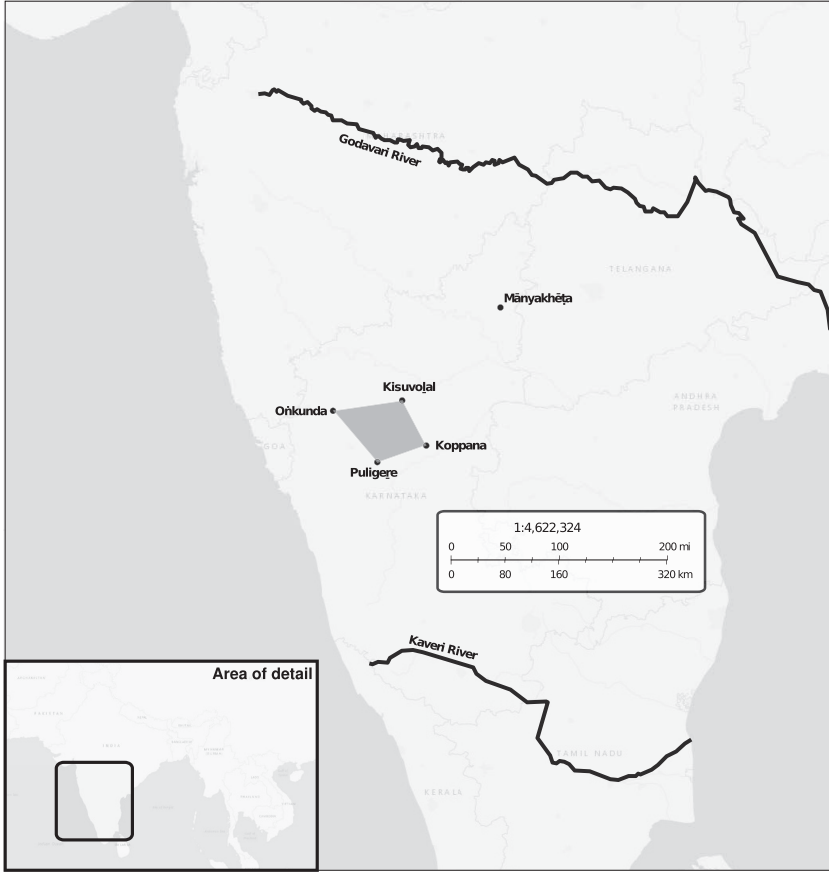 MAHARASHTRA
Godavari River
TELANGANA
Mānyakhēṭa
Kisuvoḻal
Oṅkunda
ANDHRA
PRADESH
GOA
Koppana
Puligeṟe
KARNATAKA
1:4,622,324
0 50 100 200 mi
0 80 160 320 km
Kaveri River
Area of detail
INDIA
TAMIL NADU
KERALA